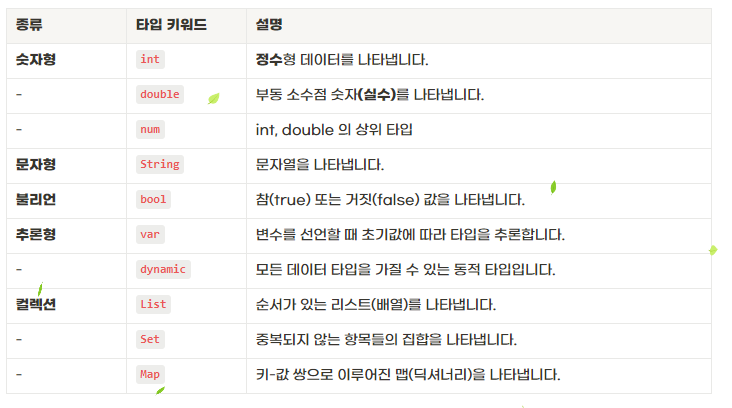 종류 타입 키워드 설명
숫자형 int 정수형 데이터를 나타냅니다.
- double 부동 소수점 숫자(실수)를 나타냅니다.
- num int, double 의 상위 타입
문자형 String 문자열을 나타냅니다.
불리언 bool 참(true) 또는 거짓(false) 값을 나타냅니다.
추론형 var 변수를 선언할 때 초기값에 따라 타입을 추론합니다.
- dynamic 모든 데이터 타입을 가질 수 있는 동적 타입입니다.
컬렉션 List 순서가 있는 리스트(배열)를 나타냅니다.
- Set 중복되지 않는 항목들의 집합을 나타냅니다.
- Map 키-값 쌍으로 이루어진 맵(딕셔너리)을 나타냅니다.